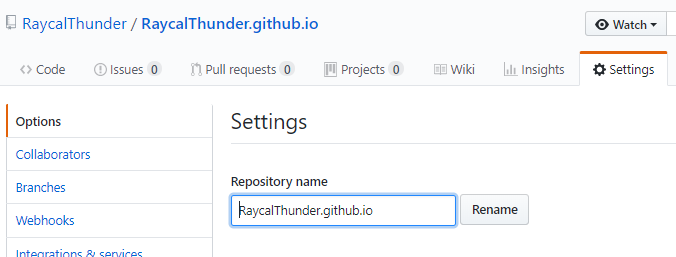 RaycalThunder / RaycalThunder.github.io
Watch
Code
Issues 0
Pull requests 0
Projects 0
Wiki
Insights
Settings
Options
Collaborators
Branches
Webhooks
Integrations & services
Settings
Repository name
RaycalThunder.github.io
Rename